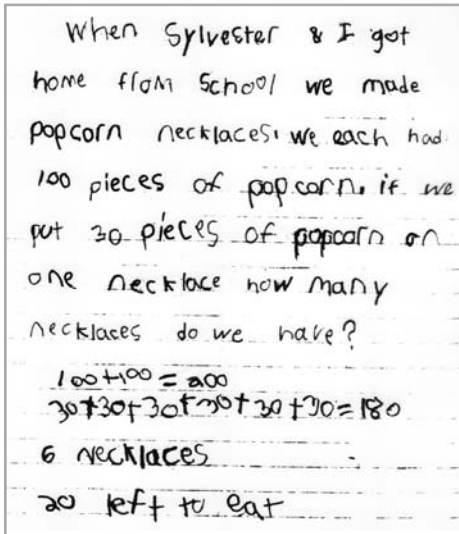 When Sylvester & I got
home from School we made
popcorn necklaces. we each had
100 pieces of popcorn. if we
put 30 pieces of popcorn on
one necklace how many
necklaces do we have?
100+100=200
30+30+30+30+30+30=180
6 necklaces
20 left to eat